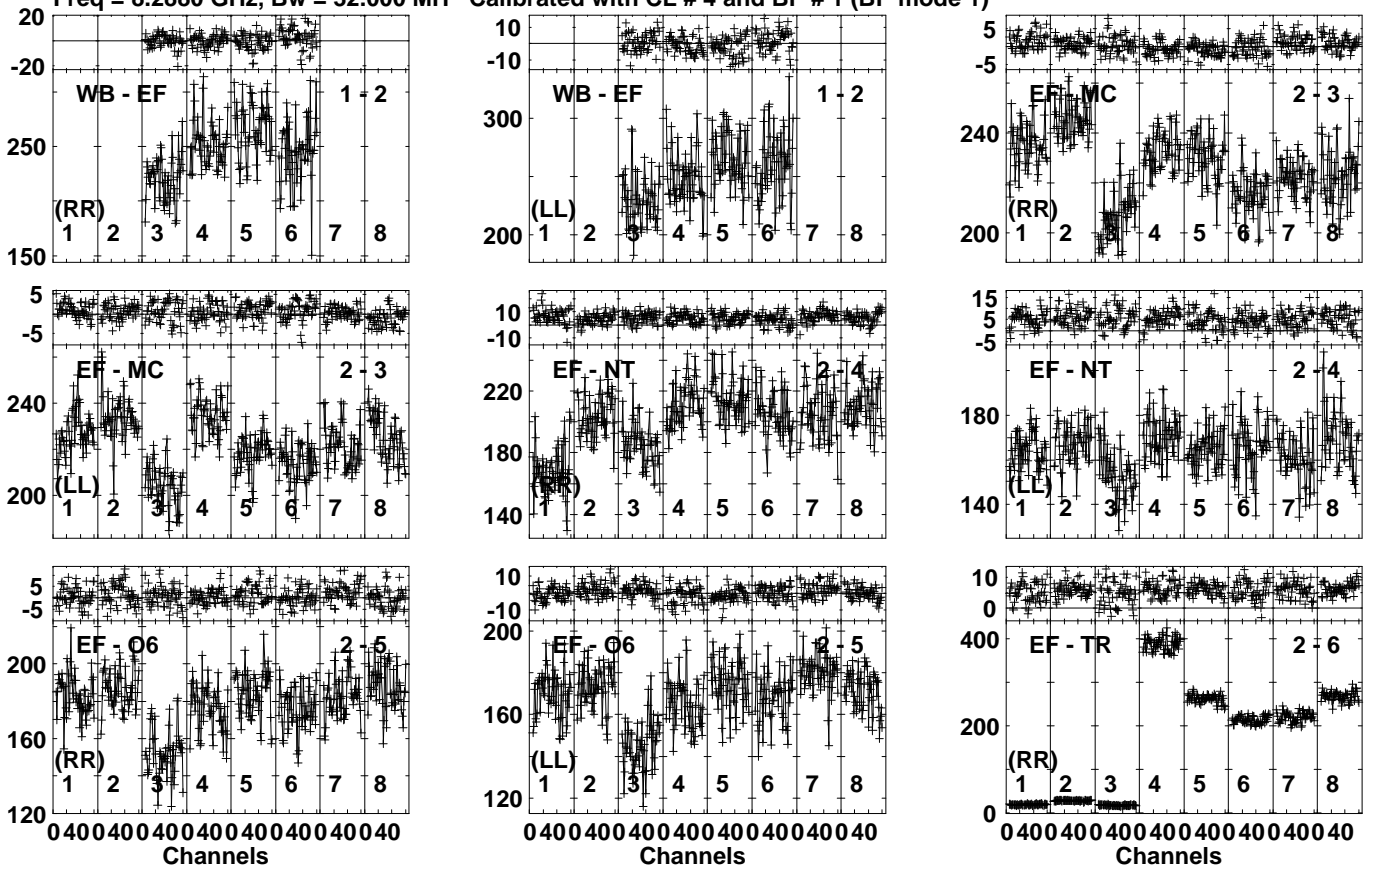 Freq = 8.2880 GHz, Bw = 32.000 MH Calibrated with CL # 4 and BP # 1 (BP mode 1)
20
-20
WB - EF 1 - 2
250
(RR)
1 2 3 4 5 6 7 8
150
10
-10
WB - EF 1 - 2
300
(LL)
200
1 2 3 4 5 6 7 8
5
-5
EF - MC 2 - 3
240
(RR)
200
1 2 3 4 5 6 7 8
5
-5
EF - MC 2 - 3
240
200
(LL)
1 2 3 4 5 6 7 8
10
-10
EF - NT 2 - 4
220
180
(RR)
140
1 2 3 4 5 6 7 8
15
5
-5
EF - NT 2 - 4
180
(LL)
140
1 2 3 4 5 6 7 8
5
-5
EF - O6 2 - 5
200
160
(RR)
1 2 3 4 5 6 7 8
120
0 40 0 40 0 40 0 40 0 40 0 40 0 40 0 40
Channels
10
-10
EF - O6 2 - 5
200
160
(LL)
1 2 3 4 5 6 7 8
120
0 40 0 40 0 40 0 40 0 40 0 40 0 40 0 40
Channels
10
0
EF - TR 2 - 6
400
200
(RR)
1 2 3 4 5 6 7 8
0
0 40 0 40 0 40 0 40 0 40 0 40 0 40 0 40
Channels